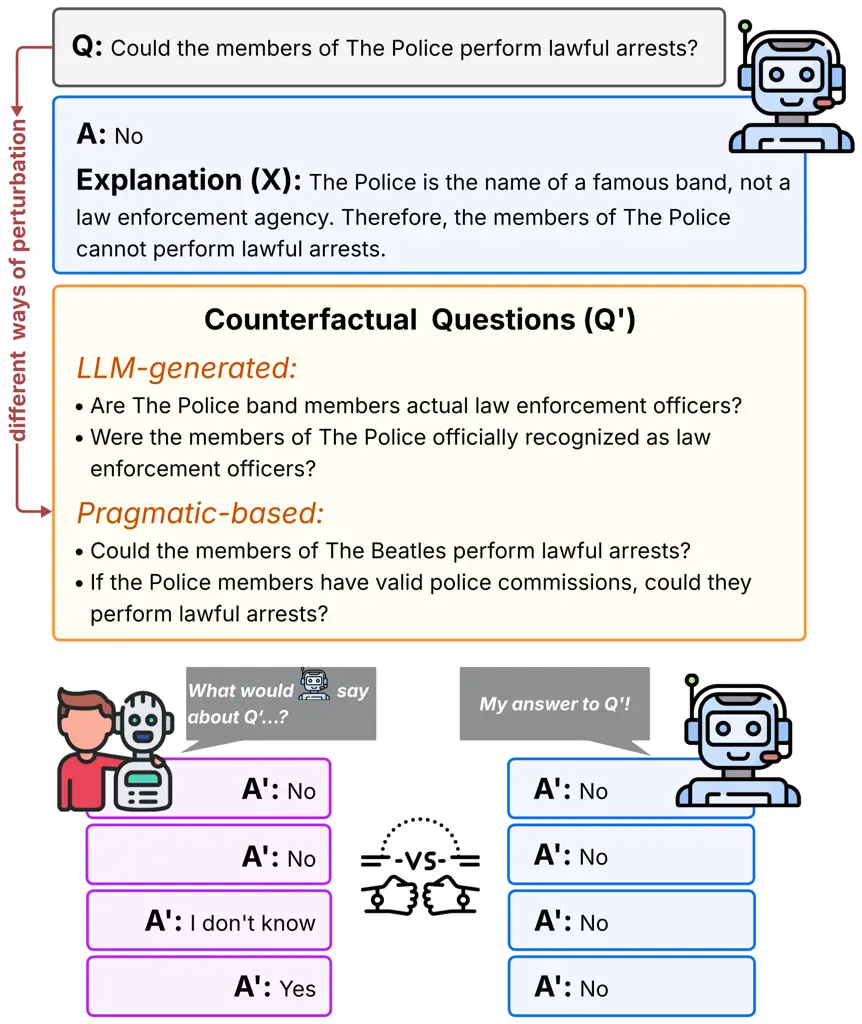 Q: Could the members of The Police perform lawful arrests?
different ways of perturbation
A: No
Explanation (X): The Police is the name of a famous band, not a
law enforcement agency. Therefore, the members of The Police
cannot perform lawful arrests.
Counterfactual Questions (Q')
LLM-generated:
• Are The Police band members actual law enforcement officers?
• Were the members of The Police officially recognized as law
enforcement officers?
Pragmatic-based:
• Could the members of The Beatles perform lawful arrests?
• If the Police members have valid police commissions, could they
perform lawful arrests?
What would say
about Q'...?
My answer to Q'!
A': No
A': No
A': I don't know
A': Yes
-VS-
A': No
A': No
A': No
A': No